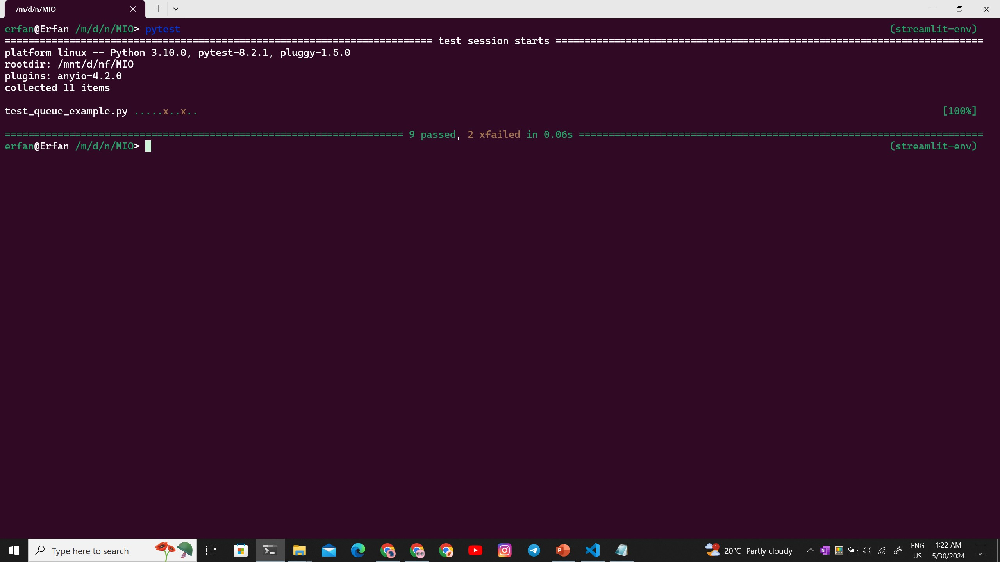 /m/d/n/MIO
erfan@Erfan /m/d/n/MIO> pytest (streamlit-env)
========================================================================= test session starts =========================================================================
platform linux -- Python 3.10.0, pytest-8.2.1, pluggy-1.5.0
rootdir: /mnt/d/nf/MIO
plugins: anyio-4.2.0
collected 11 items
test_queue_example.py .....x..x.. [100%]
==================================================================== 9 passed, 2 xfailed in 0.06s =====================================================================
erfan@Erfan /m/d/n/MIO> (streamlit-env)
Type here to search
1
20°C Partly cloudy
ENG
US
1:22 AM
5/30/2024